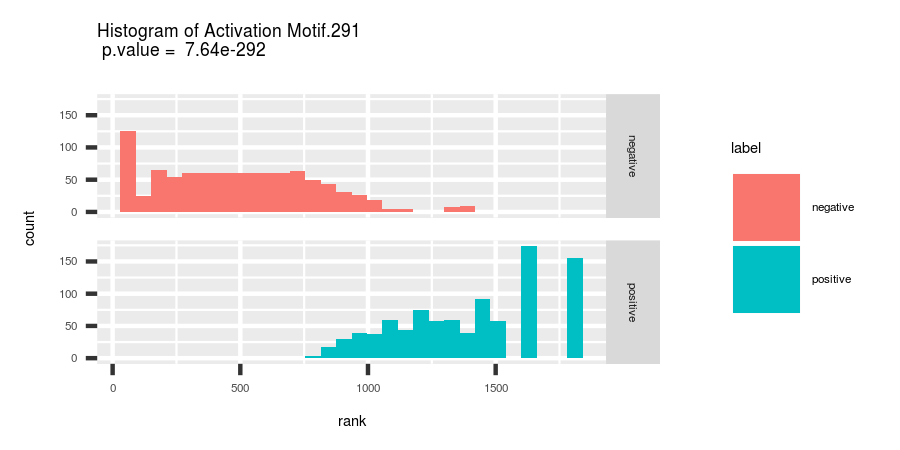 Histogram of Activation Motif.291
p.value = 7.64e-292
150
100
50
0
negative
count
150
100
50
0
positive
0
500
1000
1500
rank
label
negative
positive